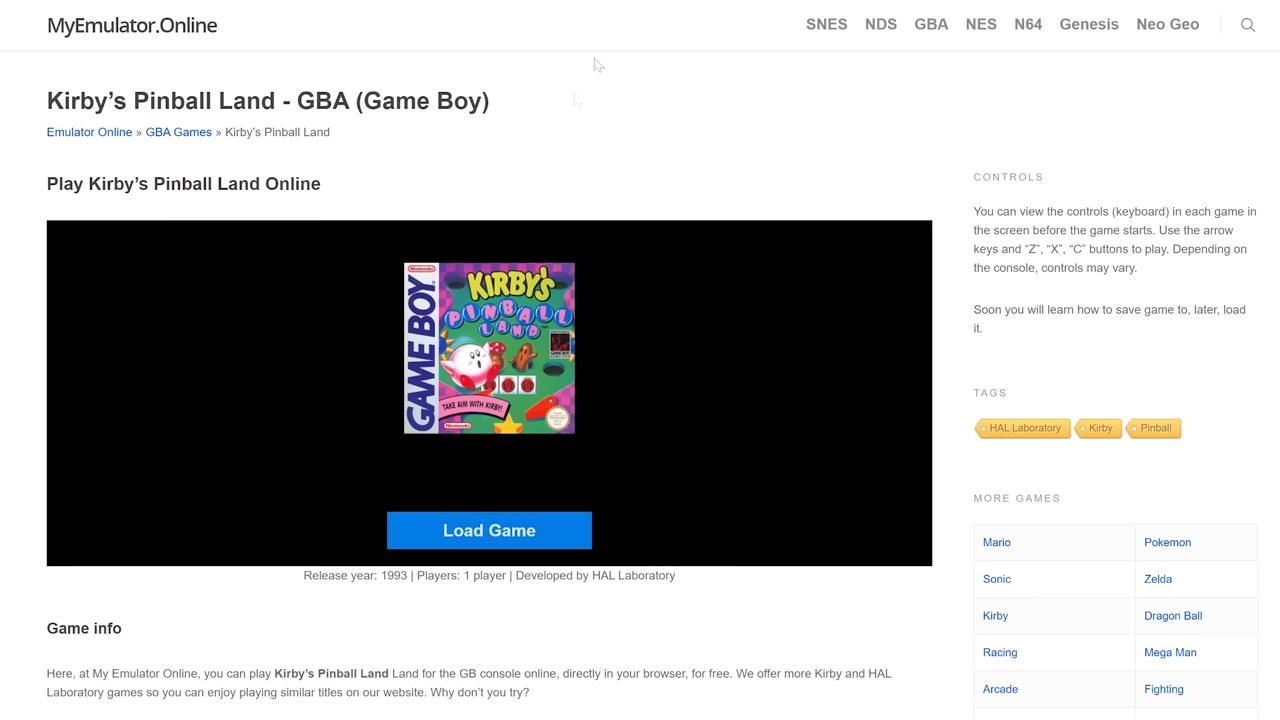 MyEmulator.Online
SNES NDS GBA NES N64 Genesis Neo Geo
Kirby’s Pinball Land - GBA (Game Boy)
Emulator Online » GBA Games » Kirby’s Pinball Land
Play Kirby’s Pinball Land Online
Nintendo
GAME BOY
KIRBY'S
PINBALL
LAND
TAKE AIM WITH KIRBY!
Nintendo
Load Game
Release year: 1993 | Players: 1 player | Developed by HAL Laboratory
Game info
Here, at My Emulator Online, you can play Kirby’s Pinball Land Land for the GB console online, directly in your browser, for free. We offer more Kirby and HAL
Laboratory games so you can enjoy playing similar titles on our website. Why don’t you try?
CONTROLS
You can view the controls (keyboard) in each game in
the screen before the game starts. Use the arrow
keys and “Z”, “X”, “C” buttons to play. Depending on
the console, controls may vary.
Soon you will learn how to save game to, later, load
it.
TAGS
HAL Laboratory Kirby Pinball
MORE GAMES
Mario Pokemon
Sonic Zelda
Kirby Dragon Ball
Racing Mega Man
Arcade Fighting